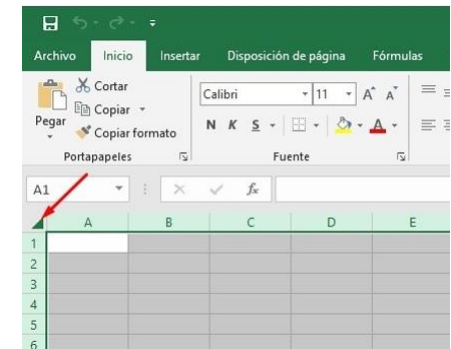 Archivo Inicio Insertar Disposición de página Fórmulas
Cortar
Copiar
Copiar formato
Pegar
Portapapeles
Calibri 11 A A
N K S A
Fuente
A1 fx
A B C D E
1
2
3
4
5
6